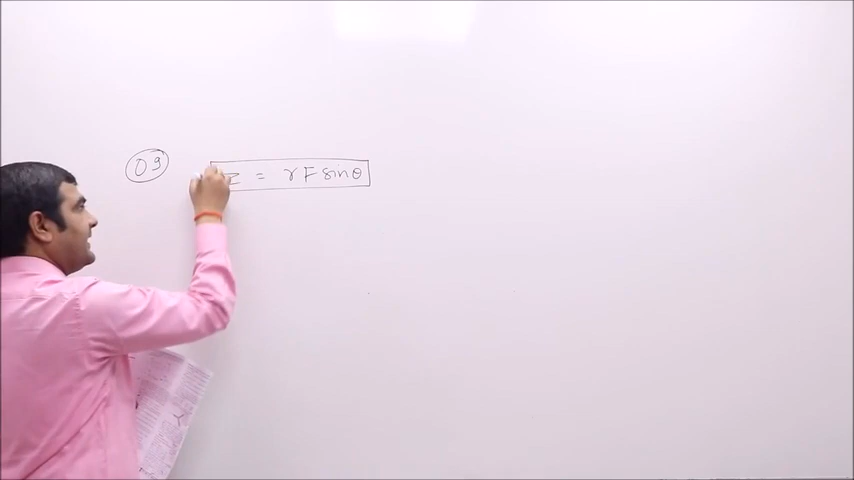 09 = rF sinθ